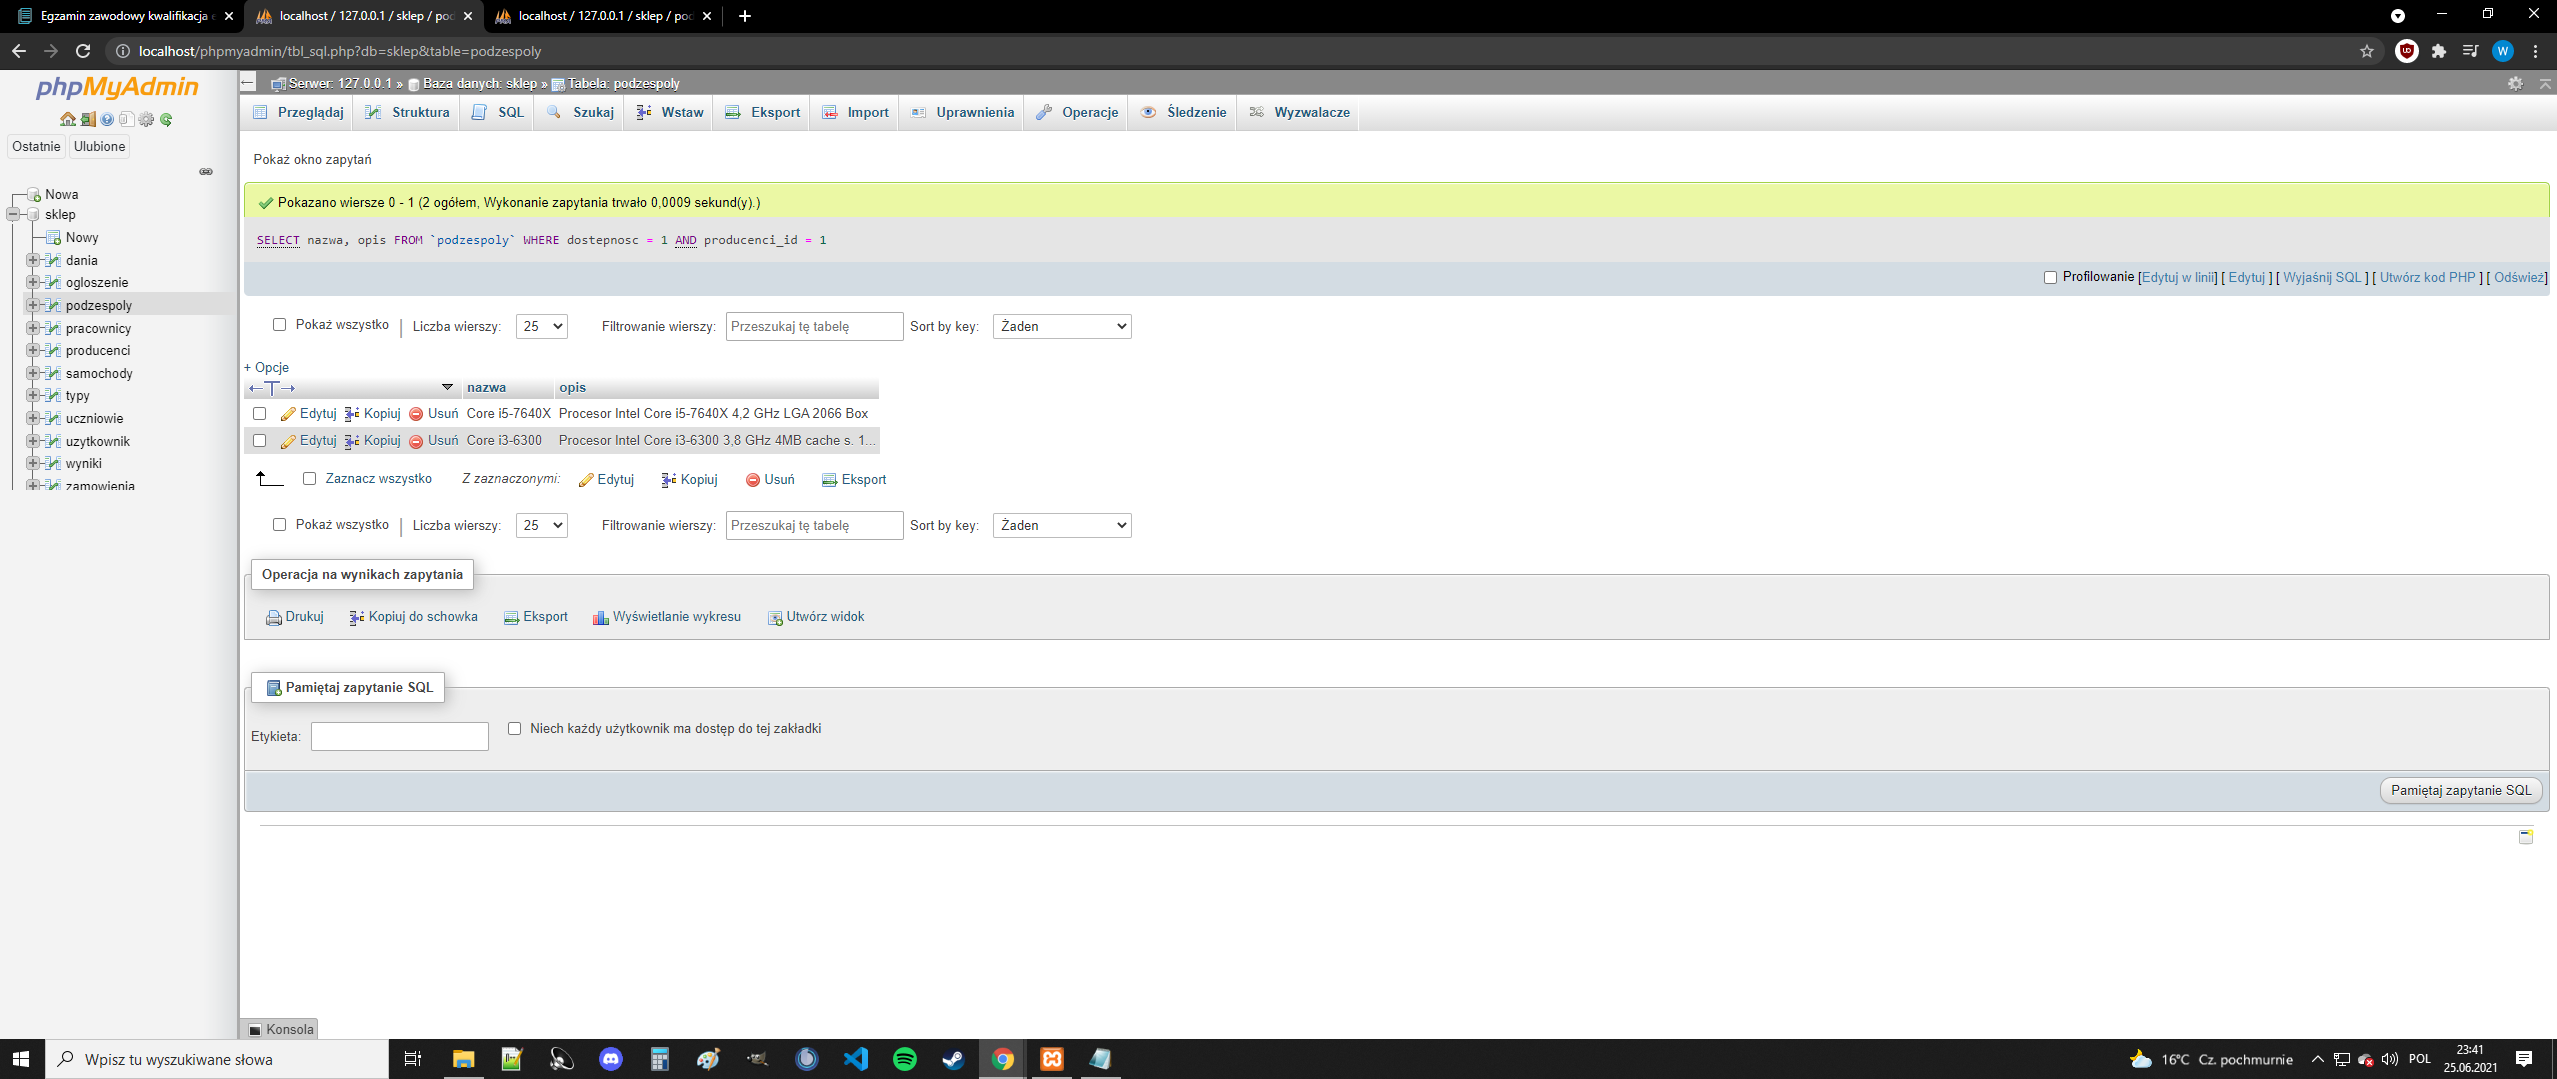 Egzamin zawodowy kwalifikacja
localhost / 127.0.0.1 / sklep / pod
localhost / 127.0.0.1 / sklep / pod
localhost/phpmyadmin/tbl_sql.php?db=sklep&table=podzespoly
W
phpMyAdmin
Ostatnie Ulubione
Nowa
sklep
Nowy
dania
ogloszenie
podzespoly
pracownicy
producenci
samochody
typy
uczniowie
uzytkownik
wyniki
zamowienia
Serwer: 127.0.0.1 » Baza danych: sklep » Tabela: podzespoly
Przeglądaj Struktura SQL Szukaj Wstaw Eksport Import Uprawnienia Operacje Śledzenie Wyzwalacze
Pokaż okno zapytań
Pokazano wiersze 0 - 1 (2 ogółem, Wykonanie zapytania trwało 0,0009 sekund(y).)
SELECT nazwa, opis FROM `podzespoly` WHERE dostepnosc = 1 AND producenci_id = 1
Profilowanie [Edytuj w linii] [ Edytuj ] [ Wyjaśnij SQL ] [ Utwórz kod PHP ] [ Odśwież]
Pokaż wszystko | Liczba wierszy: 25 Filtrowanie wierszy: Przeszukaj tę tabelę Sort by key: Żaden
+ Opcje
←T→ nazwa opis
Edytuj Kopiuj Usuń Core i5-7640X Procesor Intel Core i5-7640X 4,2 GHz LGA 2066 Box
Edytuj Kopiuj Usuń Core i3-6300 Procesor Intel Core i3-6300 3,8 GHz 4MB cache s. 1...
Zaznacz wszystko Z zaznaczonymi: Edytuj Kopiuj Usuń Eksport
Pokaż wszystko | Liczba wierszy: 25 Filtrowanie wierszy: Przeszukaj tę tabelę Sort by key: Żaden
Operacja na wynikach zapytania
Drukuj Kopiuj do schowka Eksport Wyświetlanie wykresu Utwórz widok
Pamiętaj zapytanie SQL
Etykieta: Niech każdy użytkownik ma dostęp do tej zakładki
Pamiętaj zapytanie SQL
Konsola
Wpisz tu wyszukiwane słowa
16°C Cz. pochmurnie
POL
23:41
25.06.2021